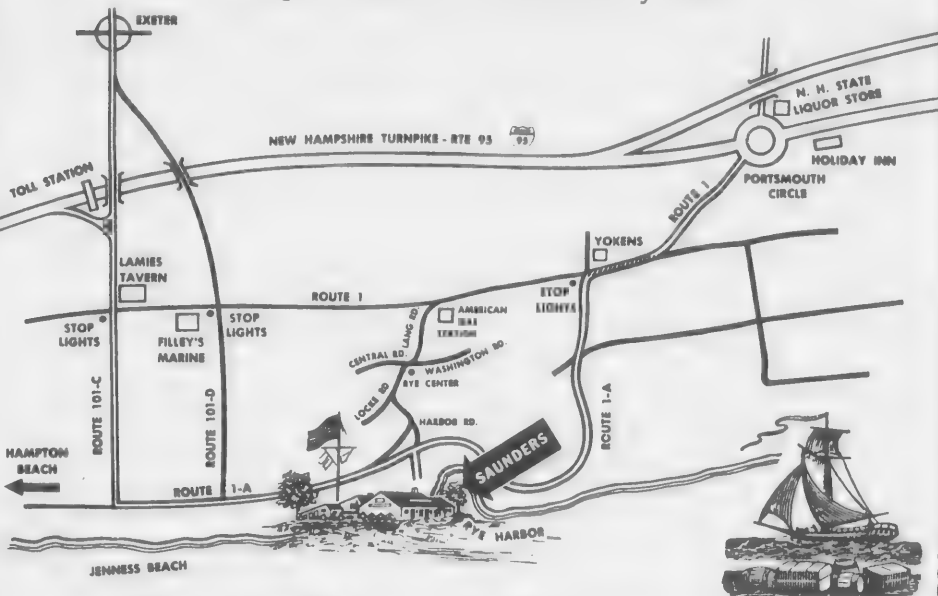 EXETER
N. H. STATE
LIQUOR STORE
NEW HAMPSHIRE TURNPIKE - RTE 95
95
HOLIDAY INN
TOLL STATION
PORTSMOUTH
CIRCLE
ROUTE 1
YOKENS
LAMIES
TAVERN
ROUTE 1
STOP
LIGHTS
AMERICAN
GAS
STATION
STOP
LIGHTS
FILLEY'S
MARINE
STOP
LIGHTS
LANG RD.
CENTRAL RD.
WASHINGTON RD.
RYE CENTER
LOCKE RD
HARBOR RD.
ROUTE 101-C
ROUTE 101-D
ROUTE 1-A
SAUNDERS
HAMPTON
BEACH
ROUTE 1-A
RYE HARBOR
JENNESS BEACH